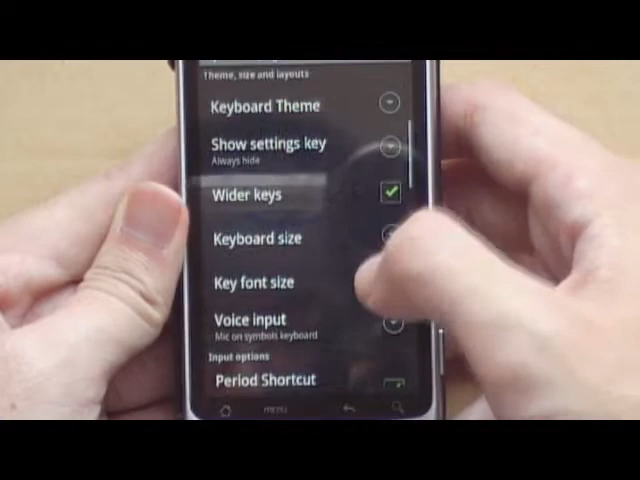 Theme, size and layouts
Keyboard Theme
Show settings key
Always hide
Wider keys
Keyboard size
Key font size
Voice input
Mic on symbols keyboard
Input options
Period Shortcut
menu